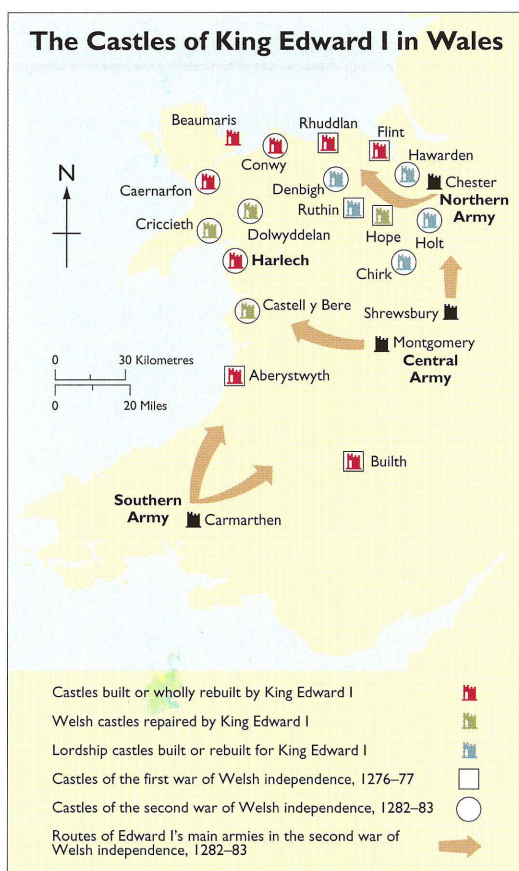 The Castles of King Edward I in Wales
Beaumaris
Rhuddlan
Flint
Conwy
Hawarden
N
Caernarfon
Denbigh
Chester
Northern
Army
Ruthin
Criccieth
Dolwyddelan
Hope
Holt
Harlech
Chirk
Castell y Bere
Shrewsbury
Montgomery
Central
Army
0 30 Kilometres
0 20 Miles
Aberystwyth
Builth
Southern
Army
Carmarthen
Castles built or wholly rebuilt by King Edward I
Welsh castles repaired by King Edward I
Lordship castles built or rebuilt for King Edward I
Castles of the first war of Welsh independence, 1276–77
Castles of the second war of Welsh independence, 1282–83
Routes of Edward I's main armies in the second war of
Welsh independence, 1282–83